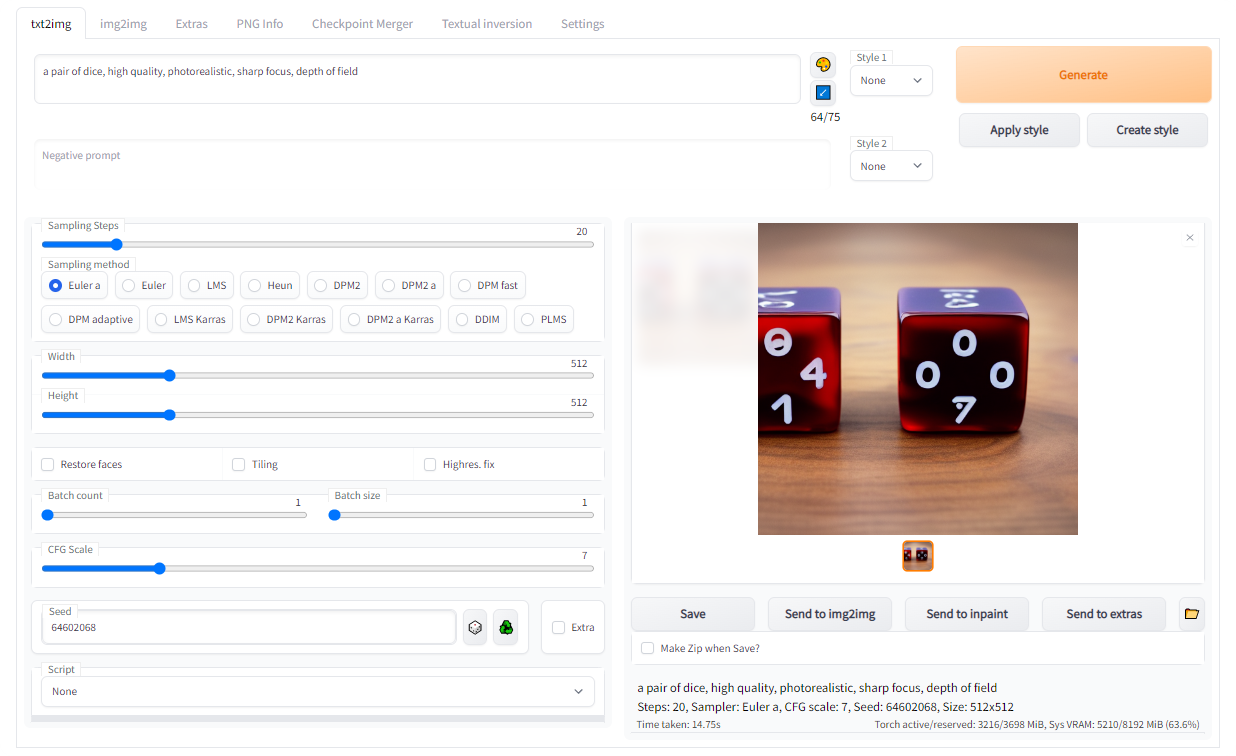 txt2img img2img Extras PNG Info Checkpoint Merger Textual inversion Settings
a pair of dice, high quality, photorealistic, sharp focus, depth of field
64/75
Style 1
None
Generate
Apply style Create style
Negative prompt
Style 2
None
Sampling Steps
20
Sampling method
Euler a Euler LMS Heun DPM2 DPM2 a DPM fast
DPM adaptive LMS Karras DPM2 Karras DPM2 a Karras DDIM PLMS
Width
512
Height
512
Restore faces Tiling Highres. fix
Batch count
1
Batch size
1
CFG Scale
7
Seed
64602068
Extra
Script
None
×
4
1
0
0 0
7
Save Send to img2img Send to inpaint Send to extras
Make Zip when Save?
a pair of dice, high quality, photorealistic, sharp focus, depth of field
Steps: 20, Sampler: Euler a, CFG scale: 7, Seed: 64602068, Size: 512x512
Time taken: 14.75s Torch active/reserved: 3216/3698 MiB, Sys VRAM: 5210/8192 MiB (63.6%)